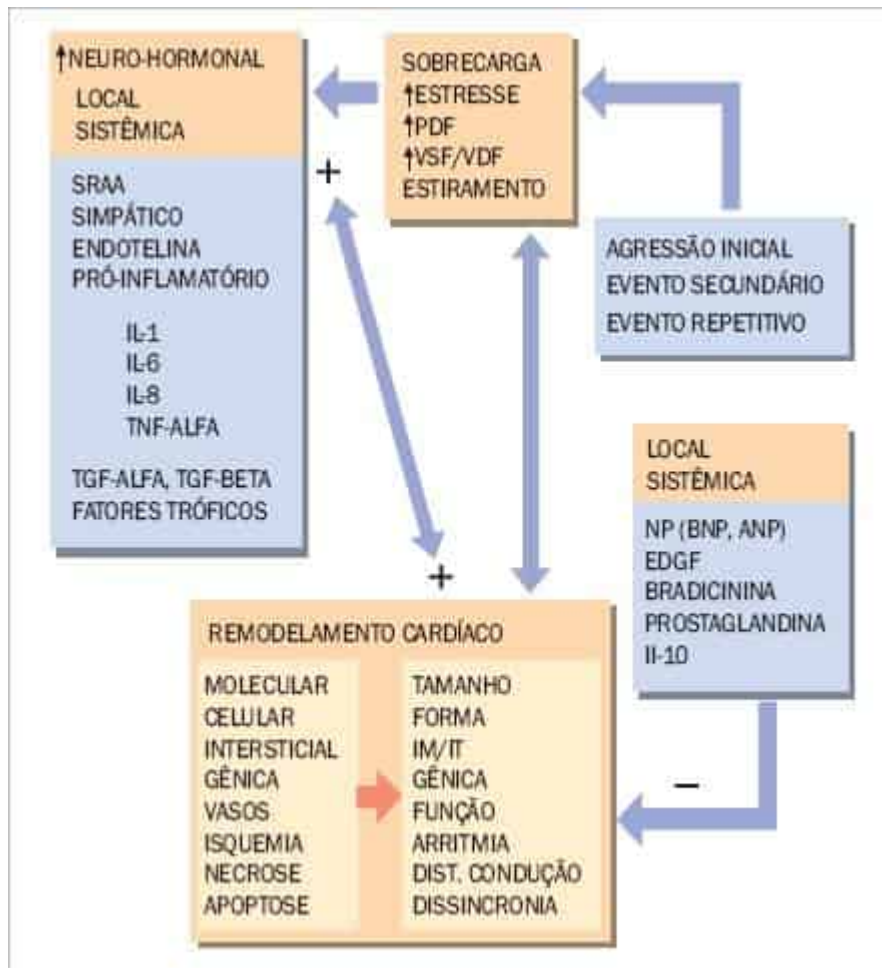 ↑NEURO-HORMONAL
LOCAL
SISTÊMICA
SRAA
SIMPÁTICO
ENDOTELINA
PRÓ-INFLAMATÓRIO
IL-1
IL-6
IL-8
TNF-ALFA
TGF-ALFA, TGF-BETA
FATORES TRÓFICOS
SOBRECARGA
↑ESTRESSE
↑PDF
↑VSF/VDF
ESTIRAMENTO
AGRESSÃO INICIAL
EVENTO SECUNDÁRIO
EVENTO REPETITIVO
+
+
LOCAL
SISTÊMICA
NP (BNP, ANP)
EDGF
BRADICININA
PROSTAGLANDINA
Il-10
–
REMODELAMENTO CARDÍACO
MOLECULAR
CELULAR
INTERSTICIAL
GÊNICA
VASOS
ISQUEMIA
NECROSE
APOPTOSE
TAMANHO
FORMA
IM/IT
GÊNICA
FUNÇÃO
ARRITMIA
DIST. CONDUÇÃO
DISSINCRONIA